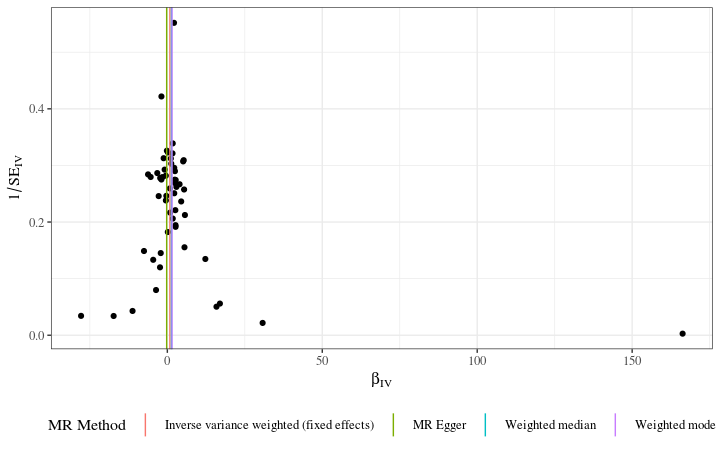 0.4
0.2
0.0
1/SE_IV
0 50 100 150
β_IV
MR Method Inverse variance weighted (fixed effects) MR Egger Weighted median Weighted mode